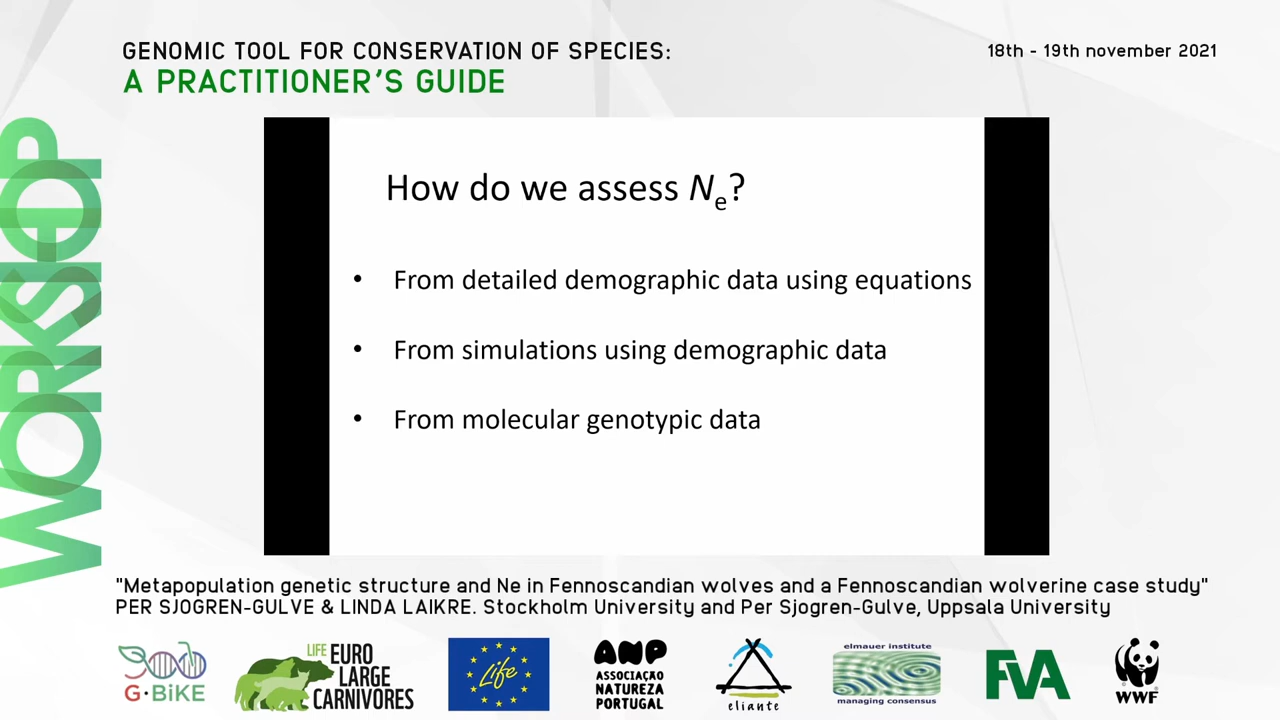 GENOMIC TOOL FOR CONSERVATION OF SPECIES:
A PRACTITIONER'S GUIDE
18th - 19th november 2021
WORKSHOP
How do we assess Ne?
• From detailed demographic data using equations
• From simulations using demographic data
• From molecular genotypic data
"Metapopulation genetic structure and Ne in Fennoscandian wolves and a Fennoscandian wolverine case study"
PER SJOGREN-GULVE & LINDA LAIKRE. Stockholm University and Per Sjogren-Gulve, Uppsala University
G·BiKE
LIFE EURO
LARGE
CARNIVORES
Life
ANP
ASSOCIAÇÃO
NATUREZA
PORTUGAL
eliante
elmauer institute
managing consensus
FVA
WWF